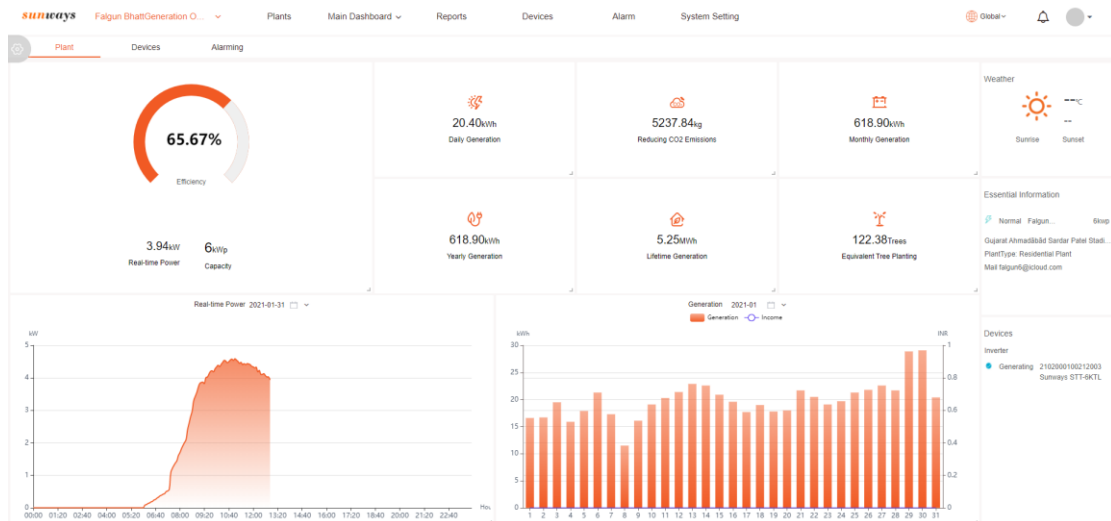 sunways Falgun BhattGeneration O... Plants Main Dashboard Reports Devices Alarm System Setting Global
Plant Devices Alarming
65.67%
Efficiency
3.94kW 6kWp
Real-time Power Capacity
20.40kWh
Daily Generation
5237.84kg
Reducing CO2 Emissions
618.90kWh
Monthly Generation
618.90kWh
Yearly Generation
5.25MWh
Lifetime Generation
122.38Trees
Equivalent Tree Planting
Weather
--℃
--
Sunrise Sunset
Essential Information
Normal Falgun... 6kwp
Gujarat Ahmadābād Sardar Patel Stadi...
PlantType: Residential Plant
Mail falgun6@icloud.com
Devices
Inverter
Generating 2102000100212003
Sunways STT-6KTL
Real-time Power 2021-01-31
kW
5
4
3
2
1
0
00:00 01:20 02:40 04:00 05:20 06:40 08:00 09:20 10:40 12:00 13:20 14:40 16:00 17:20 18:40 20:00 21:20 22:40 Hou
Generation 2021-01
Generation Income
kWh INR
30 1
25
0.8
20
0.6
15
10 0.4
5 0.2
0 0
1 2 3 4 5 6 7 8 9 10 11 12 13 14 15 16 17 18 19 20 21 22 23 24 25 26 27 28 29 30 31